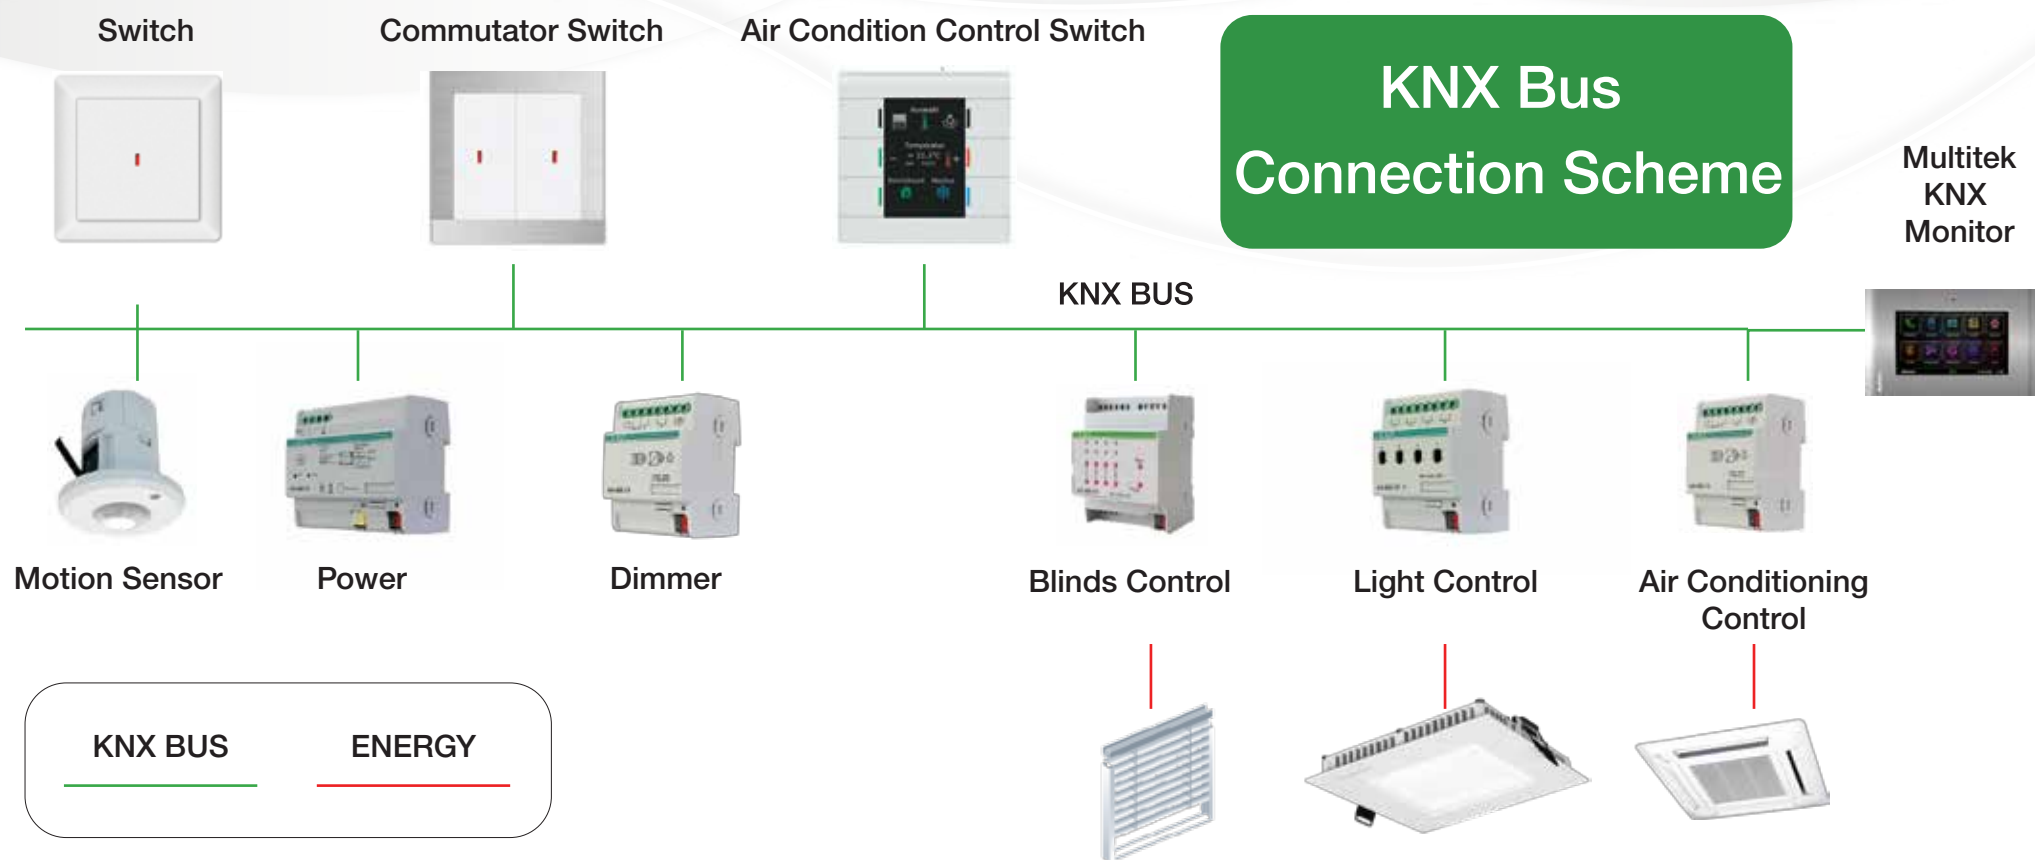 Switch
Commutator Switch
Air Condition Control Switch
KNX Bus
Connection Scheme
Multitek
KNX
Monitor
KNX BUS
Motion Sensor
Power
Dimmer
Blinds Control
Light Control
Air Conditioning
Control
KNX BUS
ENERGY